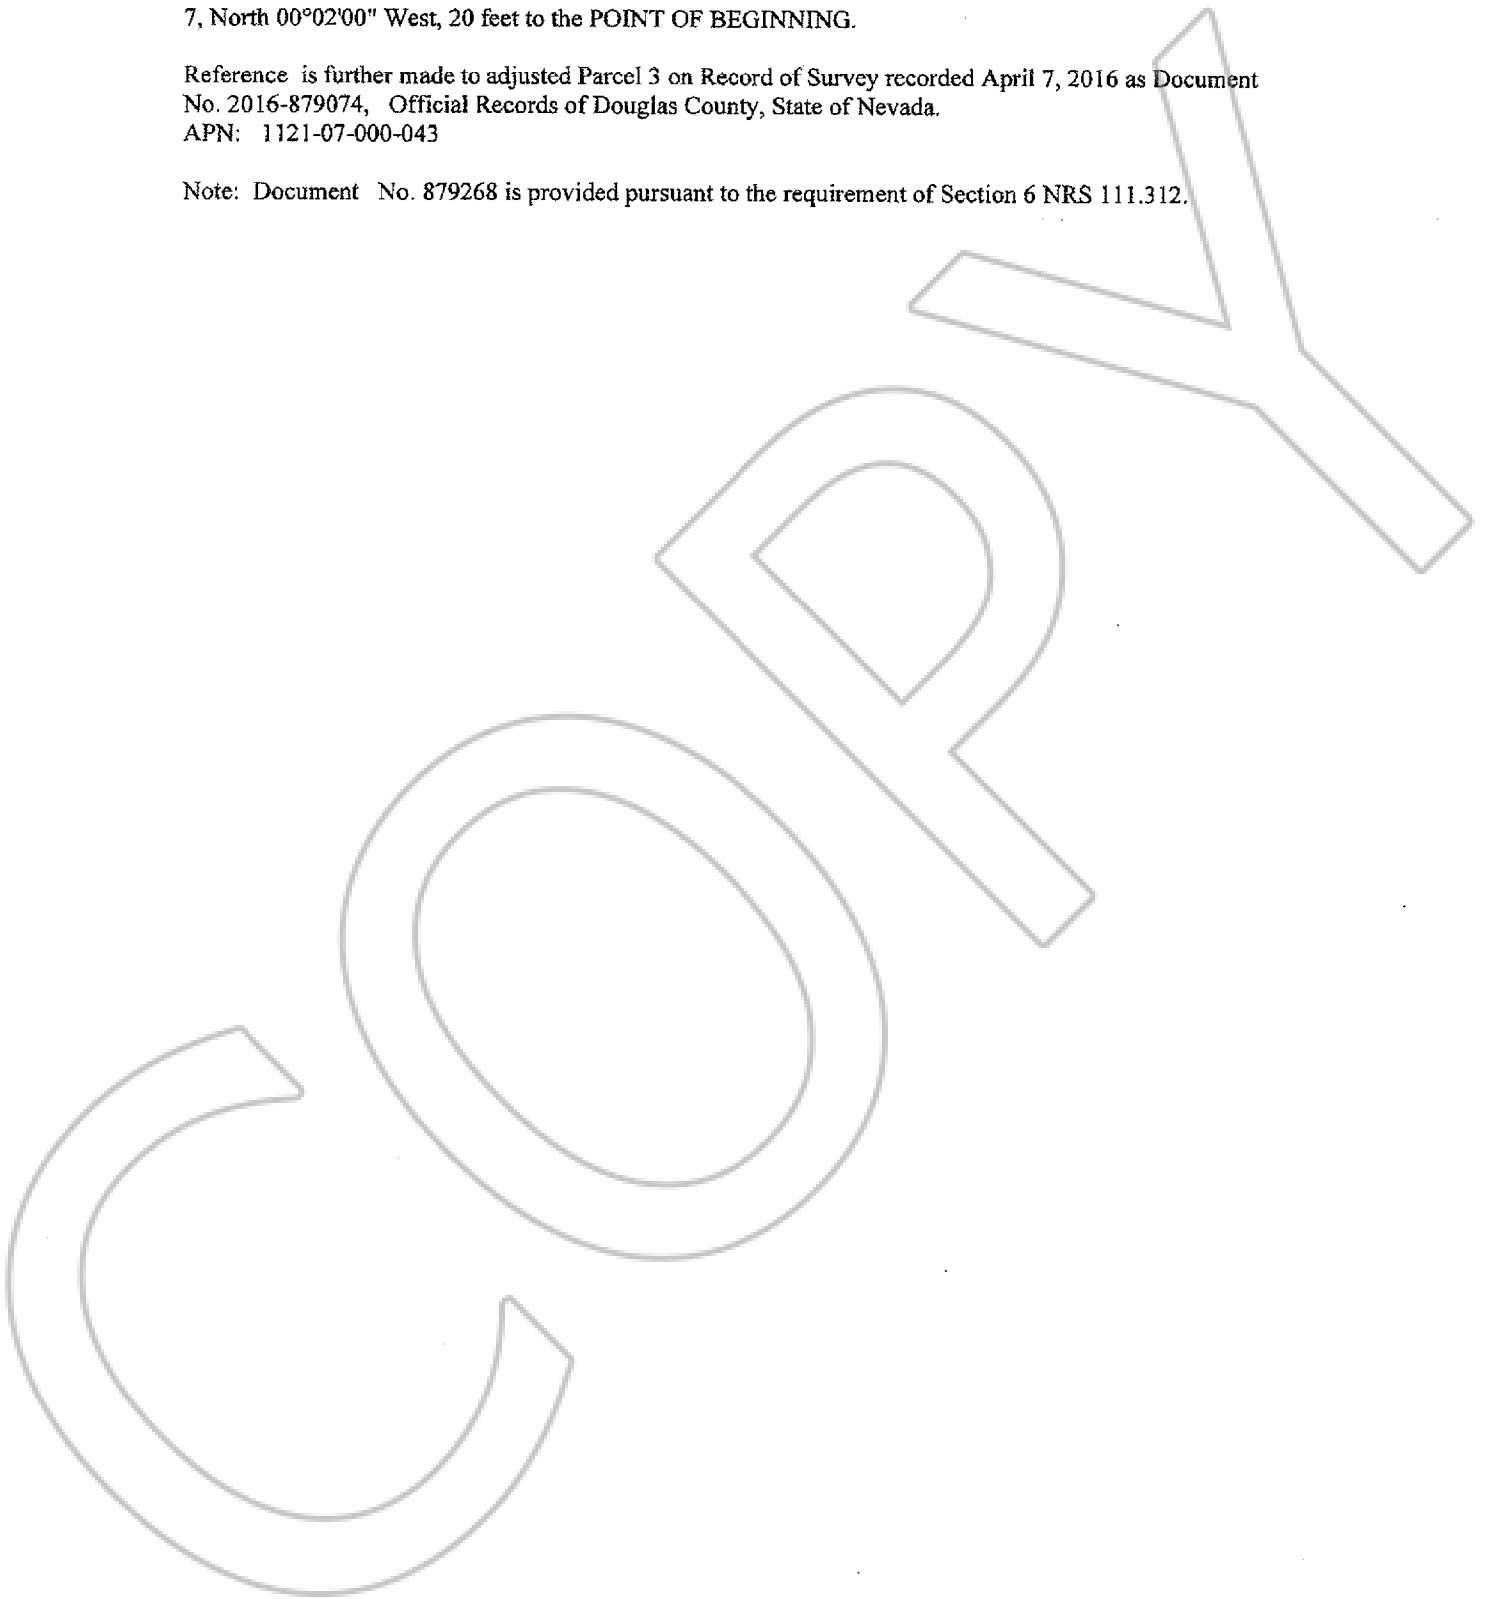 7, North 00°02'00" West, 20 feet to the POINT OF BEGINNING.
Reference is further made to adjusted Parcel 3 on Record of Survey recorded April 7, 2016 as Document
No. 2016-879074, Official Records of Douglas County, State of Nevada.
APN: 1121-07-000-043
Note: Document No. 879268 is provided pursuant to the requirement of Section 6 NRS 111.312.
COPY